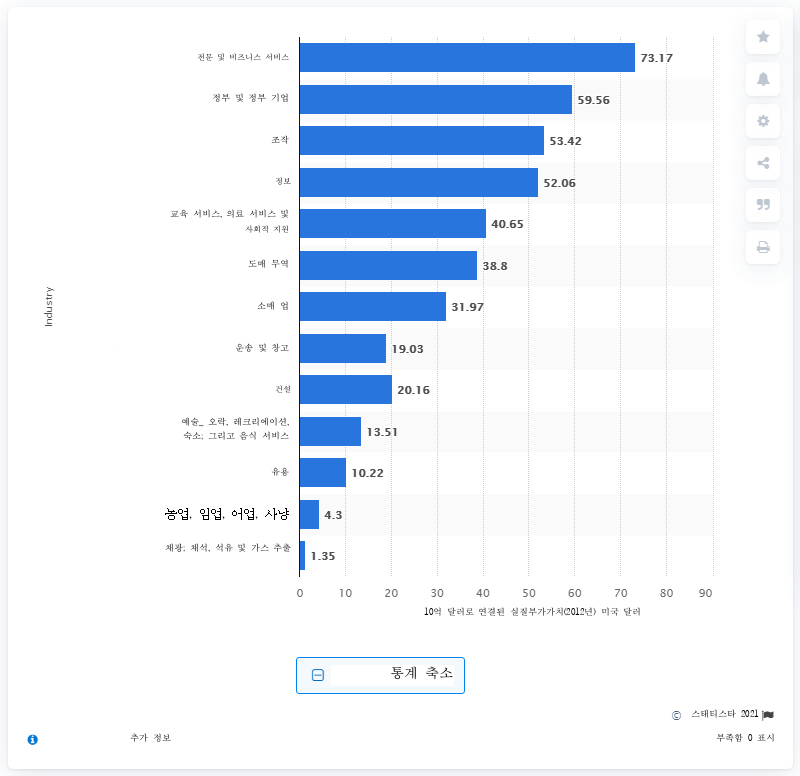 전문 및 비즈니스 서비스
73.17
정부 및 정부 기업
59.56
조작
53.42
정보
52.06
교육 서비스, 의료 서비스 및
사회적 지원
40.65
도매 무역
38.8
소매 업
31.97
운송 및 창고
19.03
건설
20.16
예술_ 오락, 레크리에이션,
숙소; 그리고 음식 서비스
13.51
유용
10.22
농업, 임업, 어업, 사냥
4.3
채광; 채석, 석유 및 가스 추출
1.35
Industry
0 10 20 30 40 50 60 70 80 90
10억 달러로 연결된 실질부가가치(2012년) 미국 달러
통계 축소
© 스태티스타 2021
추가 정보
부족함 0 표시